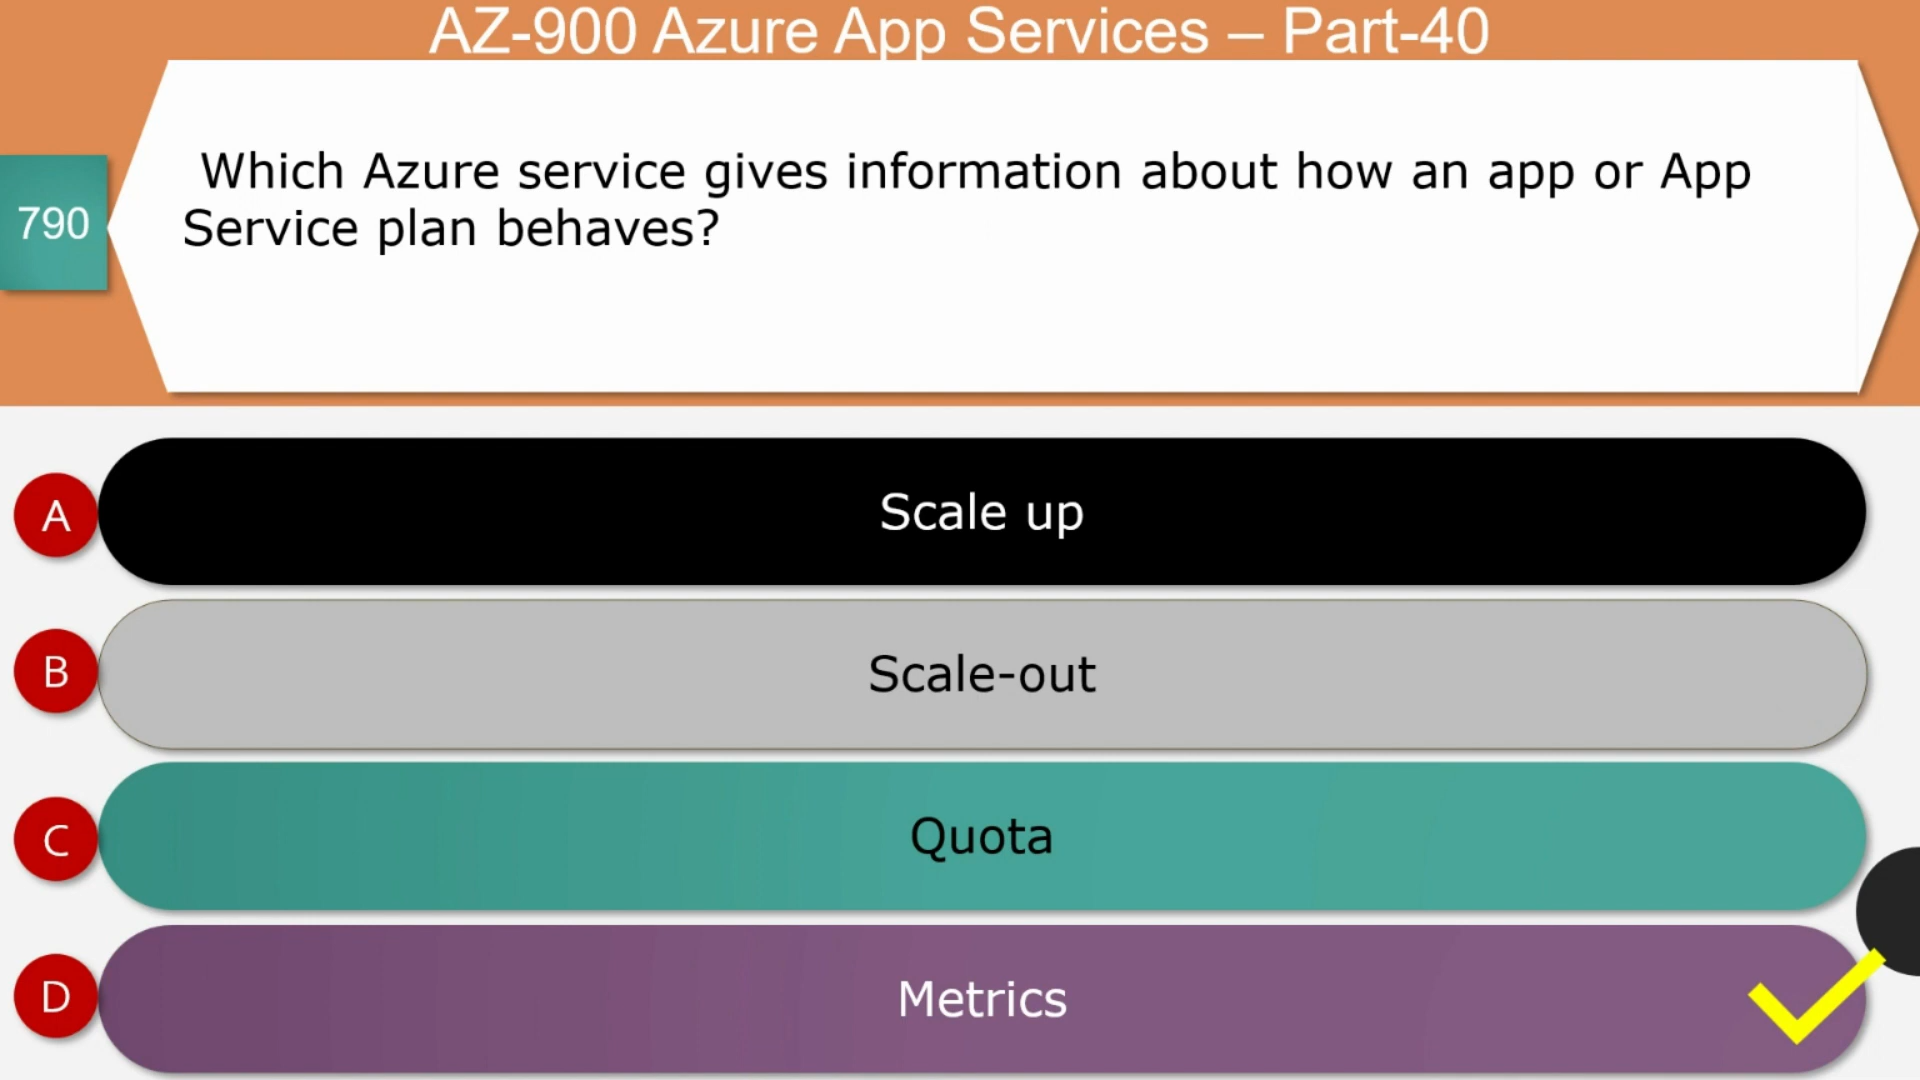 AZ-900 Azure App Services – Part-40
790
Which Azure service gives information about how an app or App
Service plan behaves?
A
Scale up
B
Scale-out
C
Quota
D
Metrics